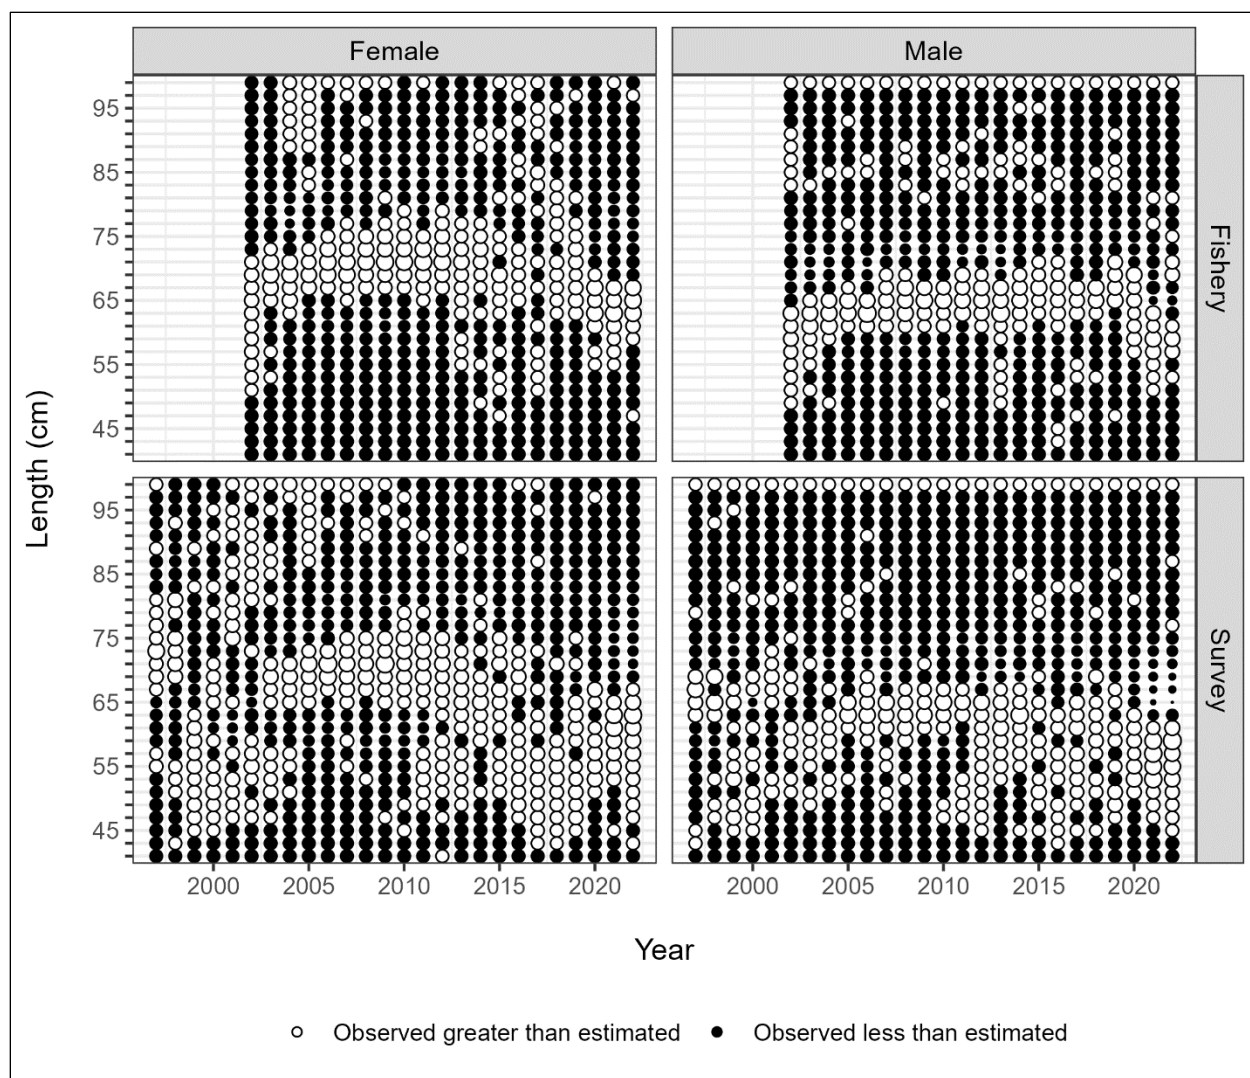 Female
Male
95
85
75
65
55
45
Fishery
95
85
75
65
55
45
Survey
Length (cm)
2000 2005 2010 2015 2020
2000 2005 2010 2015 2020
Year
Observed greater than estimated
Observed less than estimated